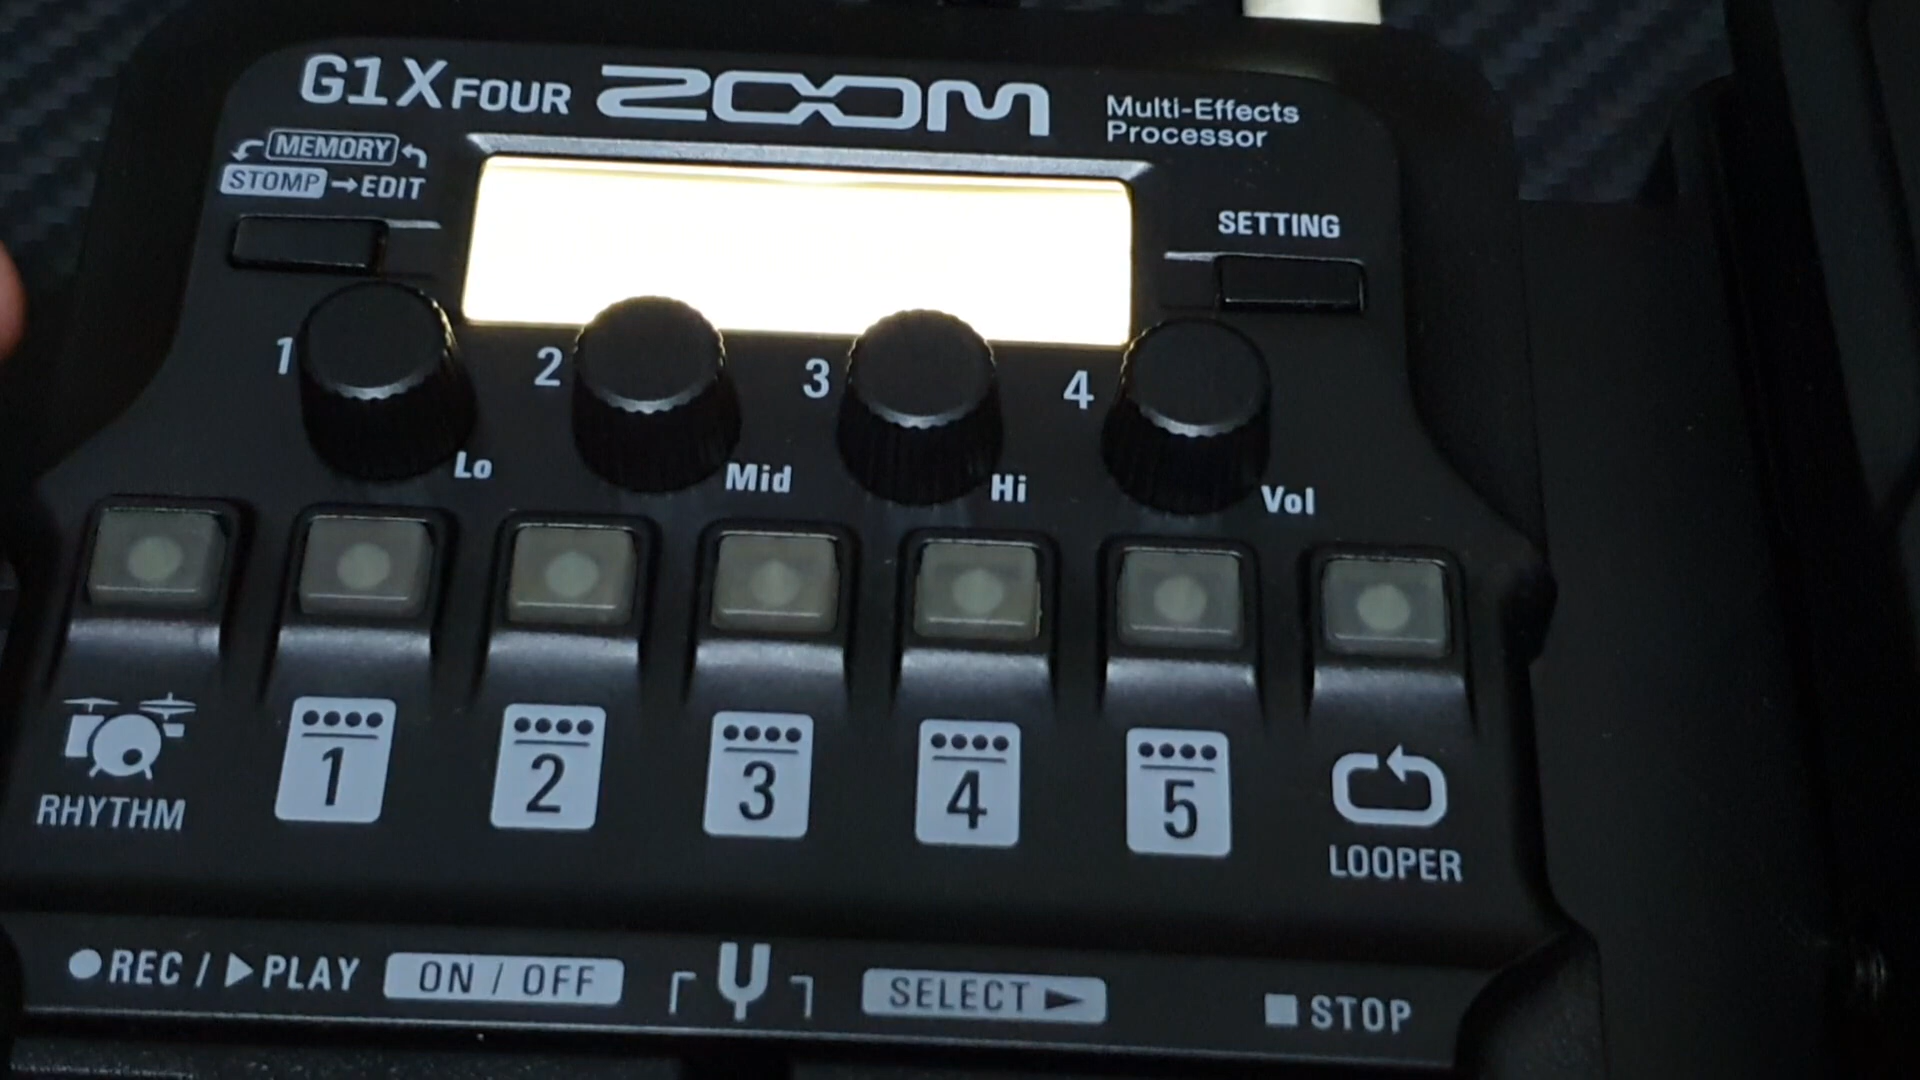 G1X FOUR ZOOM Multi-Effects
Processor
MEMORY
STOMP → EDIT
SETTING
1 2 3 4
Lo Mid Hi Vol
1 2 3 4 5
RHYTHM LOOPER
●REC / ▶PLAY ON / OFF SELECT ► ■ STOP